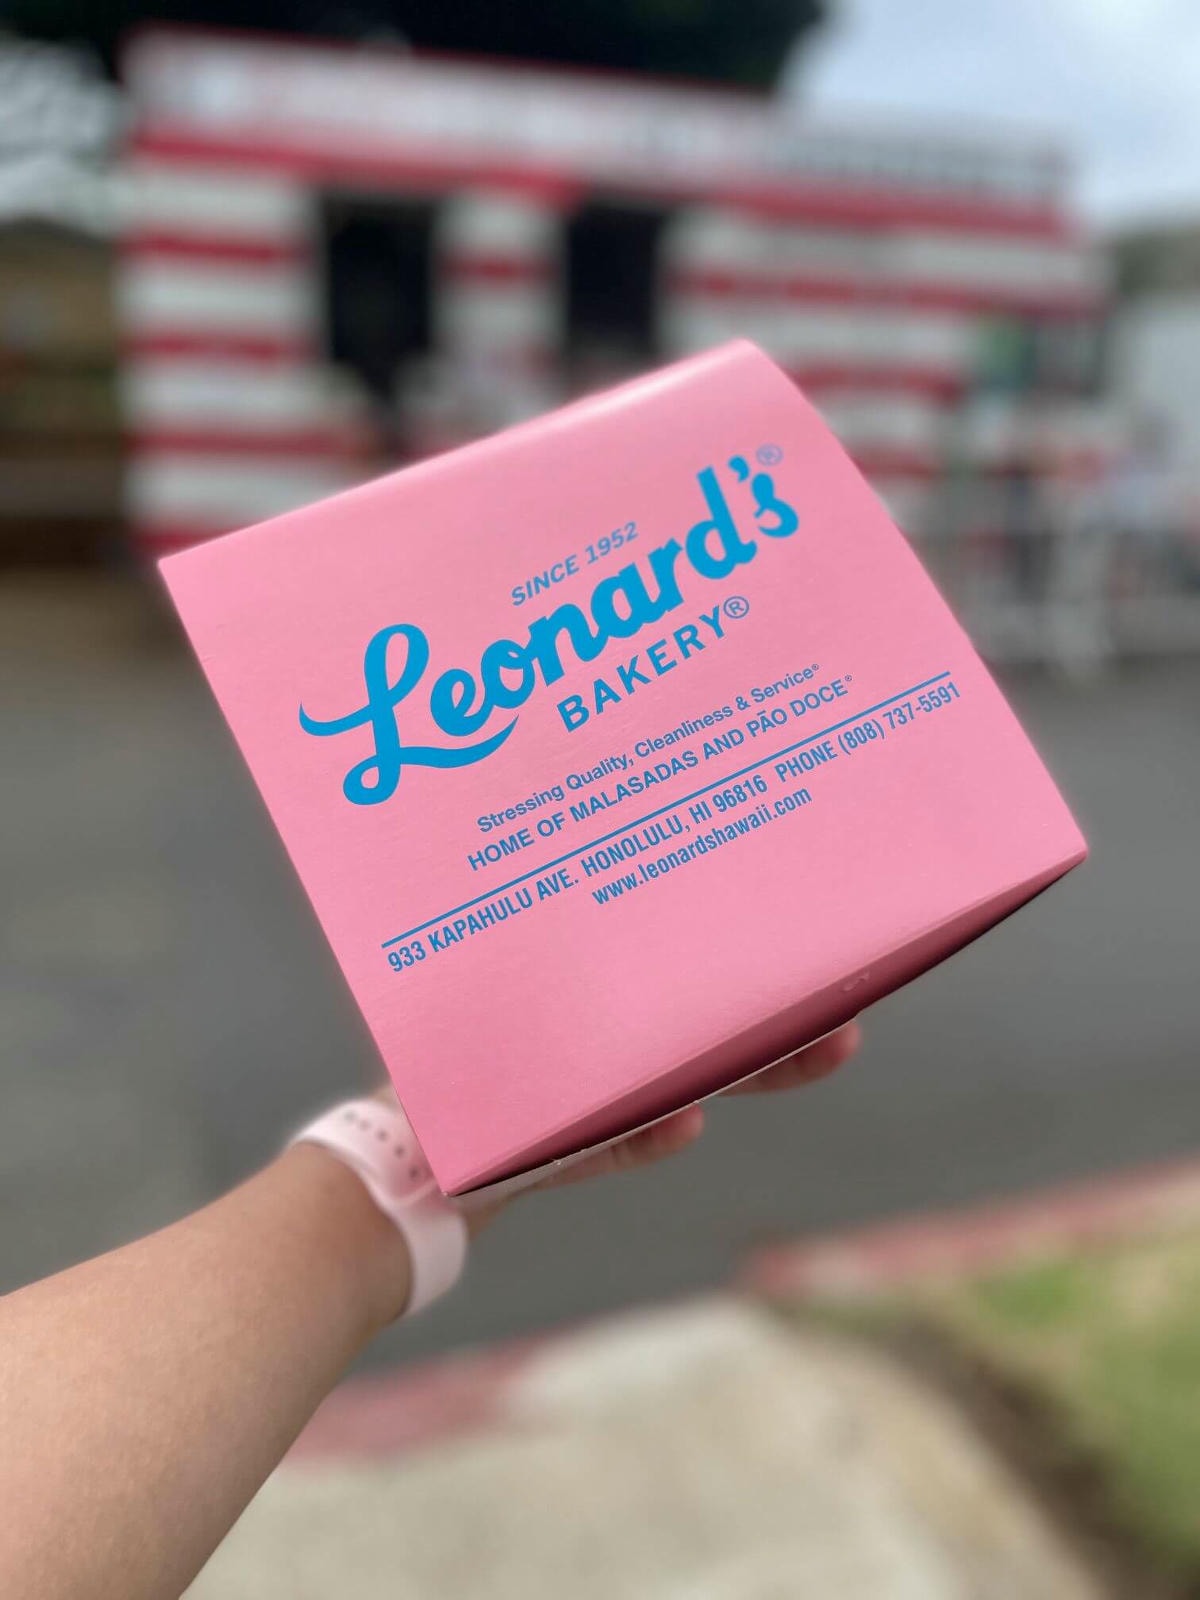 SINCE 1952
Leonard's®
BAKERY®
Stressing Quality, Cleanliness & Service®
HOME OF MALASADAS AND PÃO DOCE®
933 KAPAHULU AVE. HONOLULU, HI 96816 PHONE (808) 737-5591
www.leonardshawaii.com